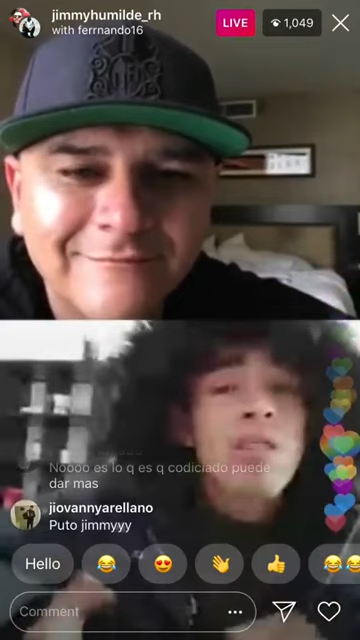 jimmyhumilde_rh
with ferrnando16
LIVE
1,049
Noooo es lo q es q codiciado puede
dar mas
jiovannyarellano
Puto jimmyyy
Hello
Comment